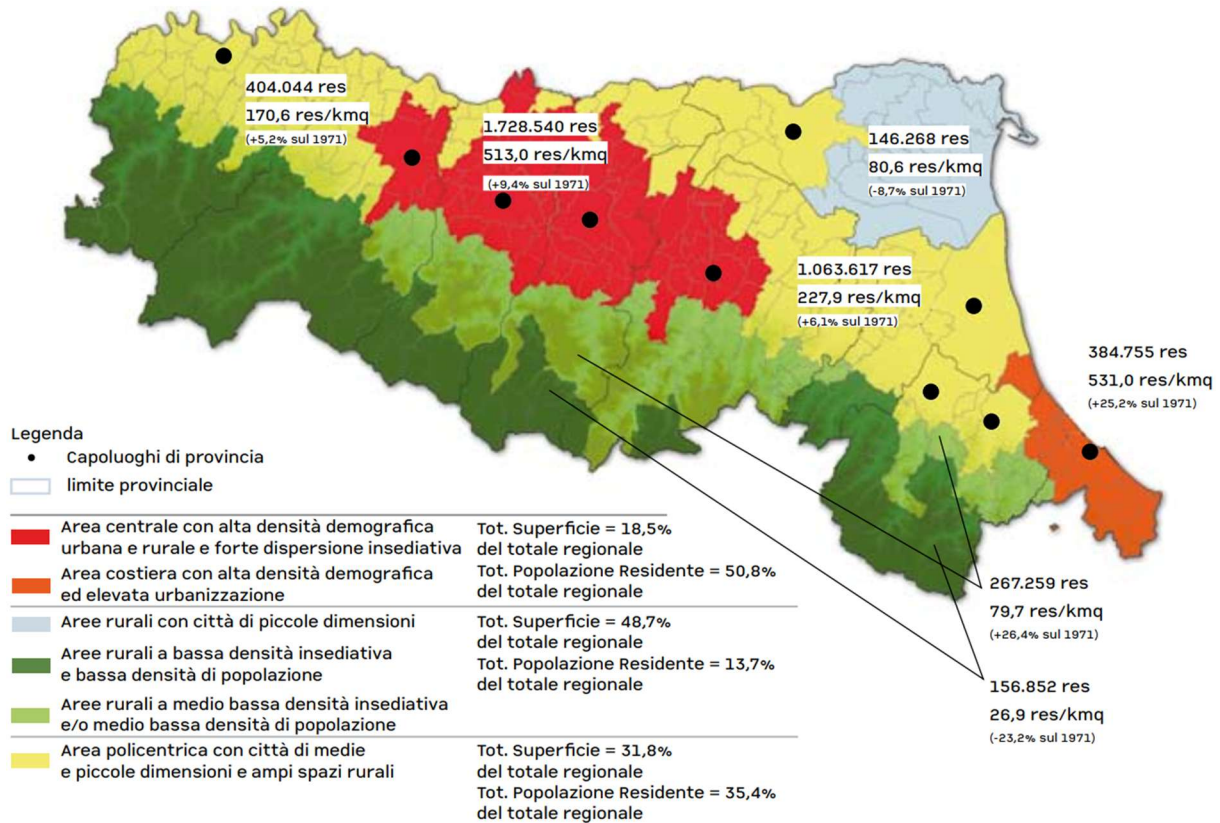 404.044 res
170,6 res/kmq
(+5,2% sul 1971)
1.728.540 res
513,0 res/kmq
(+9,4% sul 1971)
146.268 res
80,6 res/kmq
(-8,7% sul 1971)
1.063.617 res
227,9 res/kmq
(+6,1% sul 1971)
384.755 res
531,0 res/kmq
(+25,2% sul 1971)
267.259 res
79,7 res/kmq
(+26,4% sul 1971)
156.852 res
26,9 res/kmq
(-23,2% sul 1971)
Legenda
Capoluoghi di provincia
limite provinciale
Area centrale con alta densità demografica
urbana e rurale e forte dispersione insediativa
Area costiera con alta densità demografica
ed elevata urbanizzazione
Tot. Superficie = 18,5%
del totale regionale
Tot. Popolazione Residente = 50,8%
del totale regionale
Aree rurali con città di piccole dimensioni
Aree rurali a bassa densità insediativa
e bassa densità di popolazione
Aree rurali a medio bassa densità insediativa
e/o medio bassa densità di popolazione
Tot. Superficie = 48,7%
del totale regionale
Tot. Popolazione Residente = 13,7%
del totale regionale
Area policentrica con città di medie
e piccole dimensioni e ampi spazi rurali
Tot. Superficie = 31,8%
del totale regionale
Tot. Popolazione Residente = 35,4%
del totale regionale